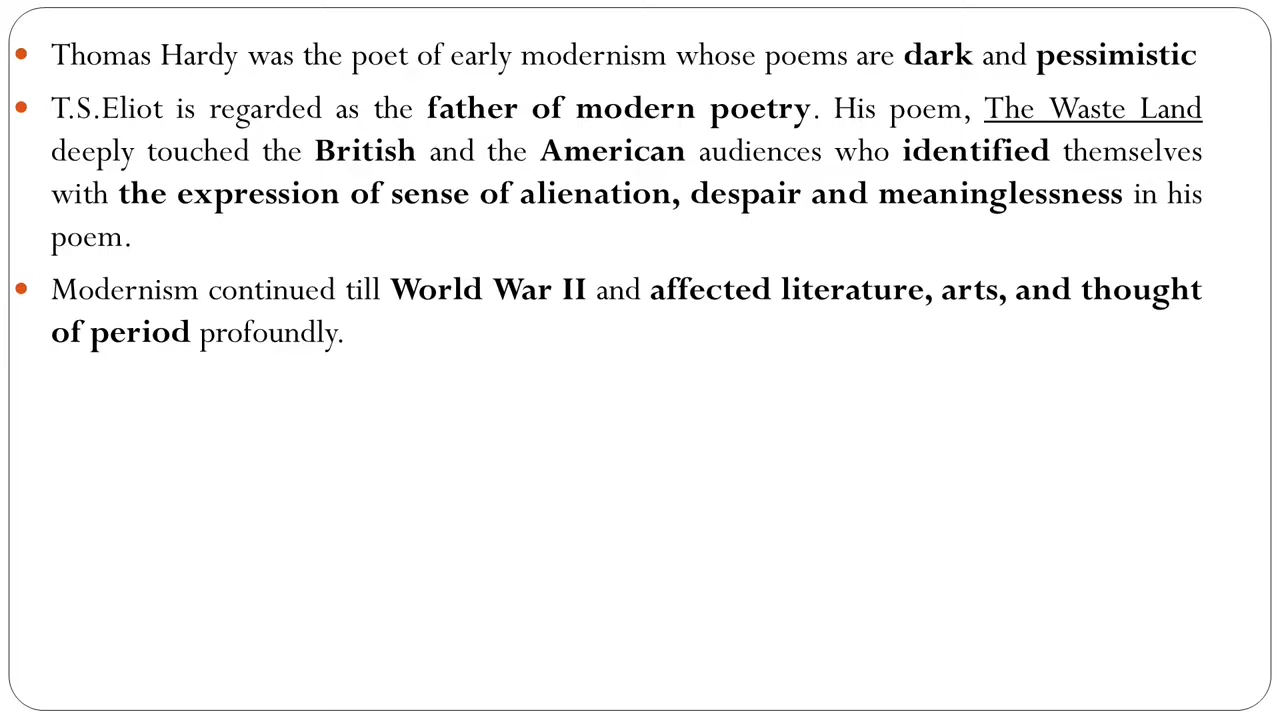 Thomas Hardy was the poet of early modernism whose poems are dark and pessimistic
T.S.Eliot is regarded as the father of modern poetry. His poem, The Waste Land
deeply touched the British and the American audiences who identified themselves
with the expression of sense of alienation, despair and meaninglessness in his
poem.
Modernism continued till World War II and affected literature, arts, and thought
of period profoundly.